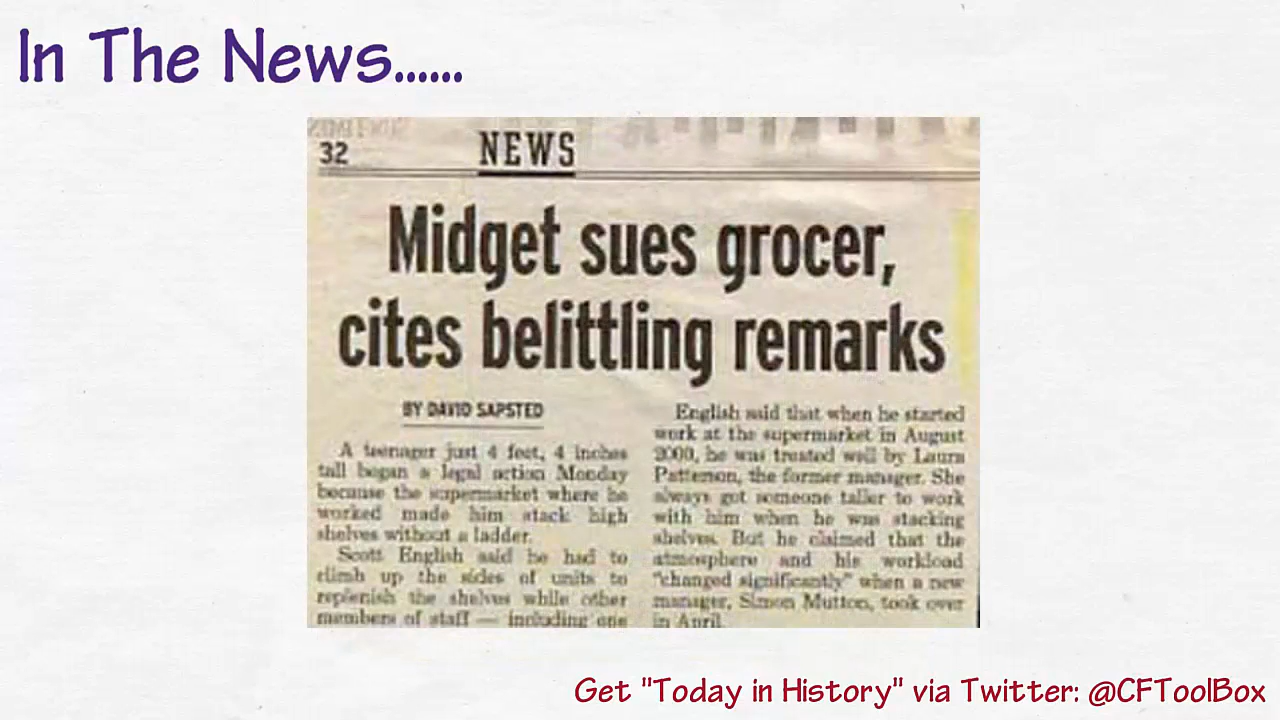 In The News......
32
NEWS
Midget sues grocer,
cites belittling remarks
BY DAVID SAPSTED
A teenager just 4 feet, 4 inches
tall began a legal action Monday
because the supermarket where he
worked made him stack high
shelves without a ladder.
Scott English said he had to
climb up the sides of units to
replenish the shelves while other
members of staff — including one
English said that when he started
work at the supermarket in August
2000, he was treated well by Laura
Patterson, the former manager. She
always got someone taller to work
with him when he was stacking
shelves. But he claimed that the
atmosphere and his workload
"changed significantly" when a new
manager, Simon Mutton, took over
in April.
Get "Today in History" via Twitter: @CFToolBox